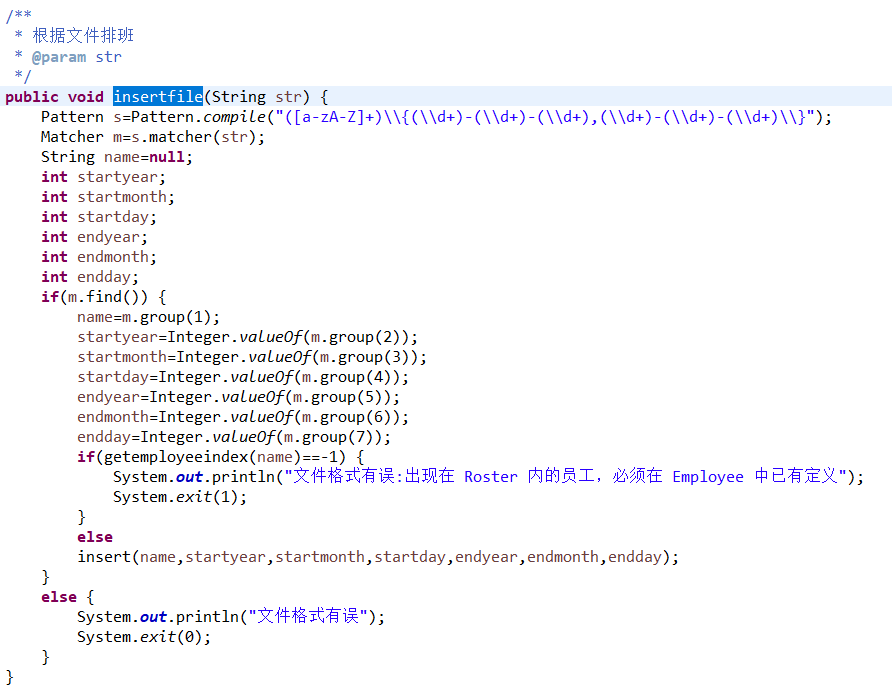 /**
 * 根据文件排班
 * @param str
 */
public void insertfile(String str) {
    Pattern s=Pattern.compile("([a-zA-Z]+)\\{(\\d+)-(\\d+)-(\\d+),(\\d+)-(\\d+)-(\\d+)\\}");
    Matcher m=s.matcher(str);
    String name=null;
    int startyear;
    int startmonth;
    int startday;
    int endyear;
    int endmonth;
    int endday;
    if(m.find()) {
        name=m.group(1);
        startyear=Integer.valueOf(m.group(2));
        startmonth=Integer.valueOf(m.group(3));
        startday=Integer.valueOf(m.group(4));
        endyear=Integer.valueOf(m.group(5));
        endmonth=Integer.valueOf(m.group(6));
        endday=Integer.valueOf(m.group(7));
        if(getemployeeindex(name)==-1) {
            System.out.println("文件格式有误:出现在 Roster 内的员工，必须在 Employee 中已有定义");
            System.exit(1);
        }
        else
        insert(name,startyear,startmonth,startday,endyear,endmonth,endday);
    }
    else {
        System.out.println("文件格式有误");
        System.exit(0);
    }
}